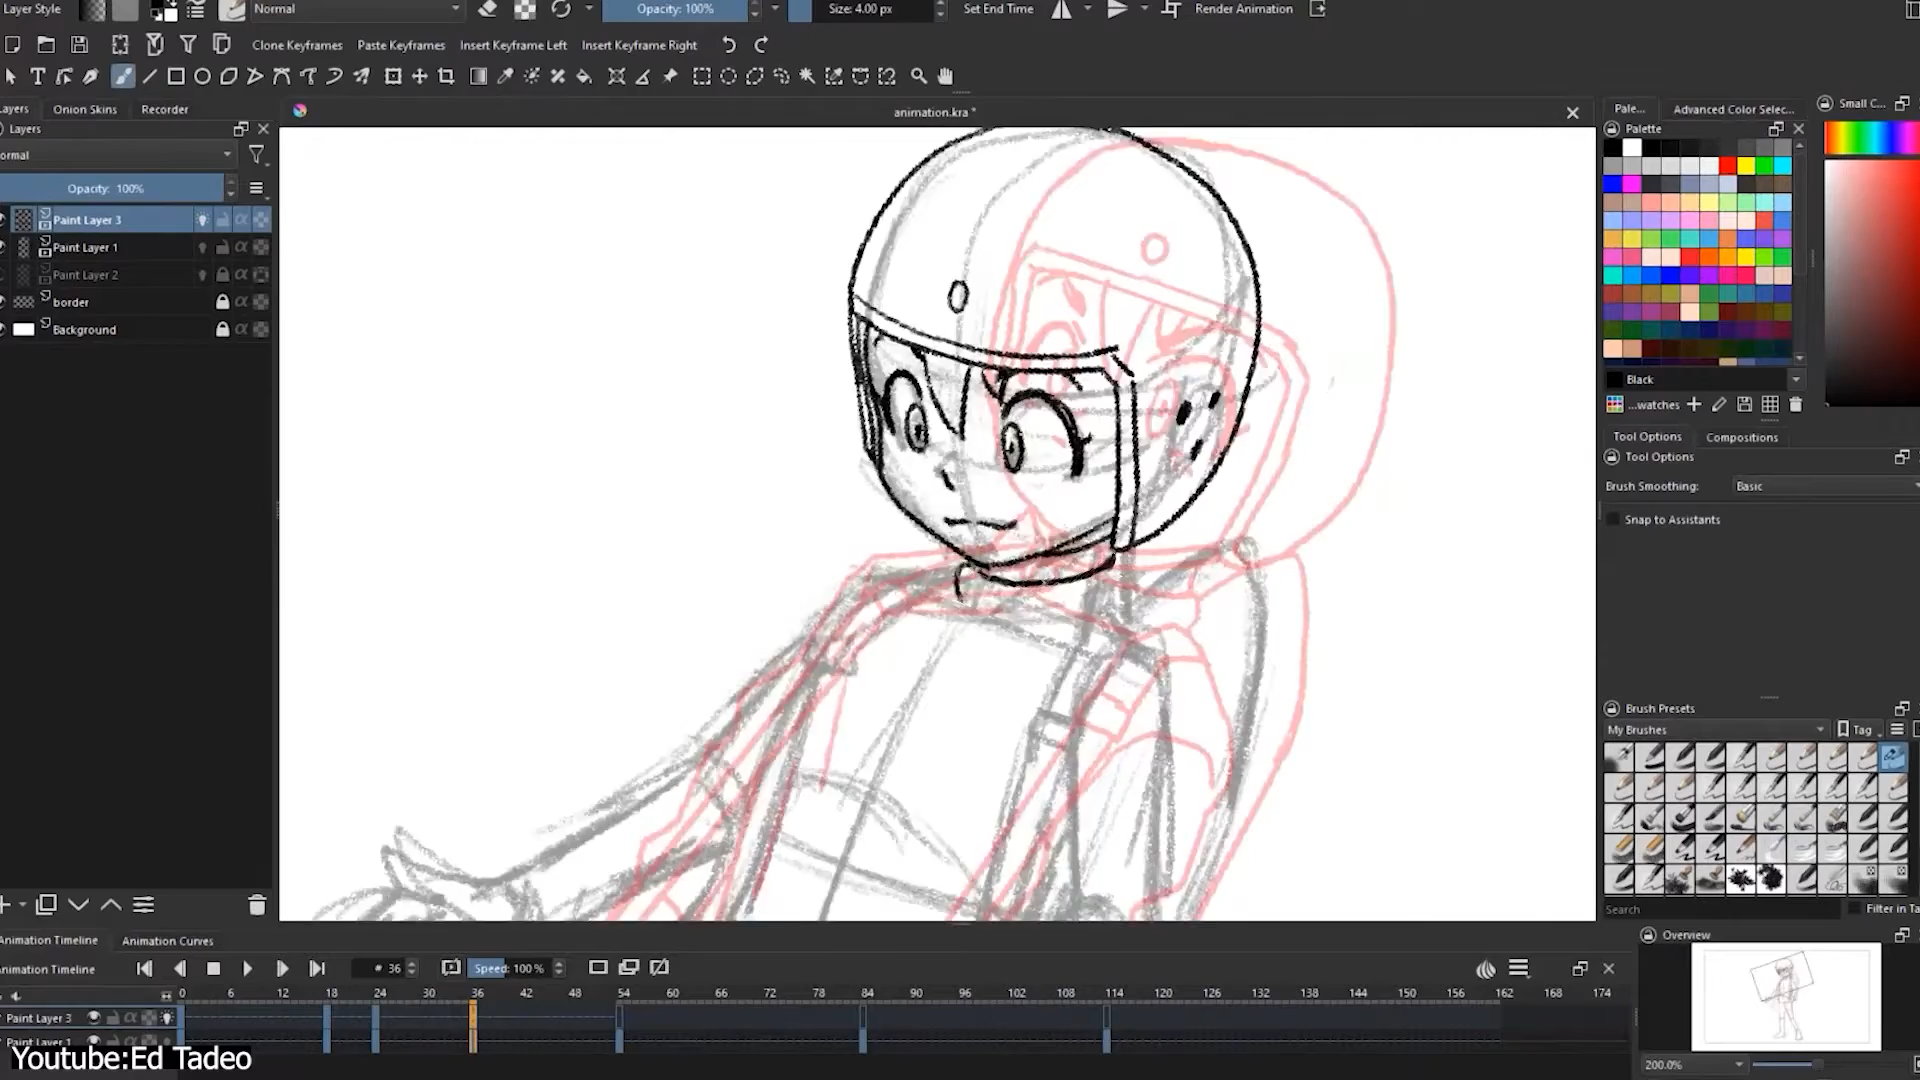 Layer Style
Normal
Opacity: 100%
Size: 4.00 px
Set End Time
Render Animation
Clone Keyframes
Paste Keyframes
Insert Keyframe Left
Insert Keyframe Right
T
ayers
Onion Skins
Recorder
animation.kra *
Pale...
Advanced Color Selec...
Small C...
Layers
Palette
ormal
Opacity: 100%
Paint Layer 3
Paint Layer 1
Paint Layer 2
border
Background
Black
...watches
Tool Options
Compositions
Tool Options
Brush Smoothing:
Basic
Snap to Assistants
Brush Presets
My Brushes
Tag
Search
Filter in Ta
Animation Timeline
Animation Curves
Overview
nimation Timeline
# 36
Speed: 100 %
0 6 12 18 24 30 36 42 48 54 60 66 72 78 84 90 96 102 108 114 120 126 132 138 144 150 156 162 168 174
Paint Layer 3
Paint Layer 1
Youtube:Ed Tadeo
200.0%